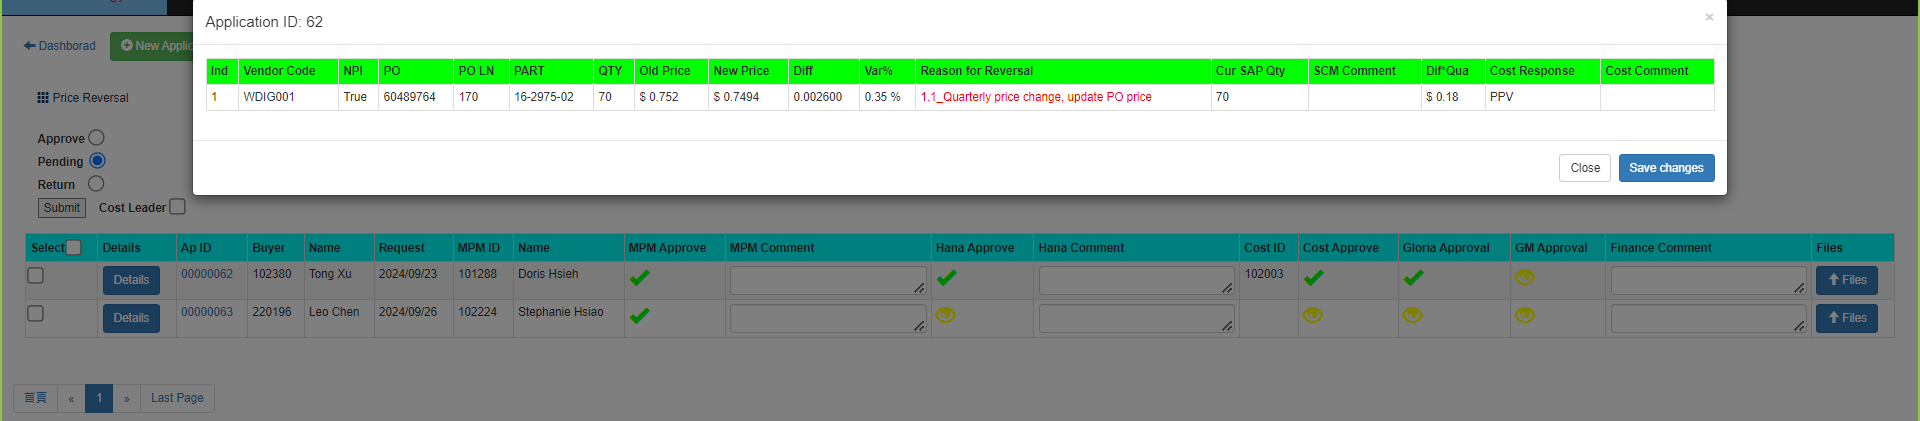 Application ID: 62
×
Dashborad
New Applic
Ind Vendor Code NPI PO PO LN PART QTY Old Price New Price Diff Var% Reason for Reversal Cur SAP Qty SCM Comment Dif*Qua Cost Response Cost Comment
1 WDIG001 True 60489764 170 16-2975-02 70 $ 0.752 $ 0.7494 0.002600 0.35 % 1.1_Quarterly price change, update PO price 70 $ 0.18 PPV
Price Reversal
Approve
Pending
Return
Close Save changes
Submit Cost Leader
Select Details Ap ID Buyer Name Request MPM ID Name MPM Approve MPM Comment Hana Approve Hana Comment Cost ID Cost Approve Gloria Approval GM Approval Finance Comment Files
Details 00000062 102380 Tong Xu 2024/09/23 101288 Doris Hsieh 102003 Files
Details 00000063 220196 Leo Chen 2024/09/26 102224 Stephanie Hsiao Files
首頁 « 1 » Last Page